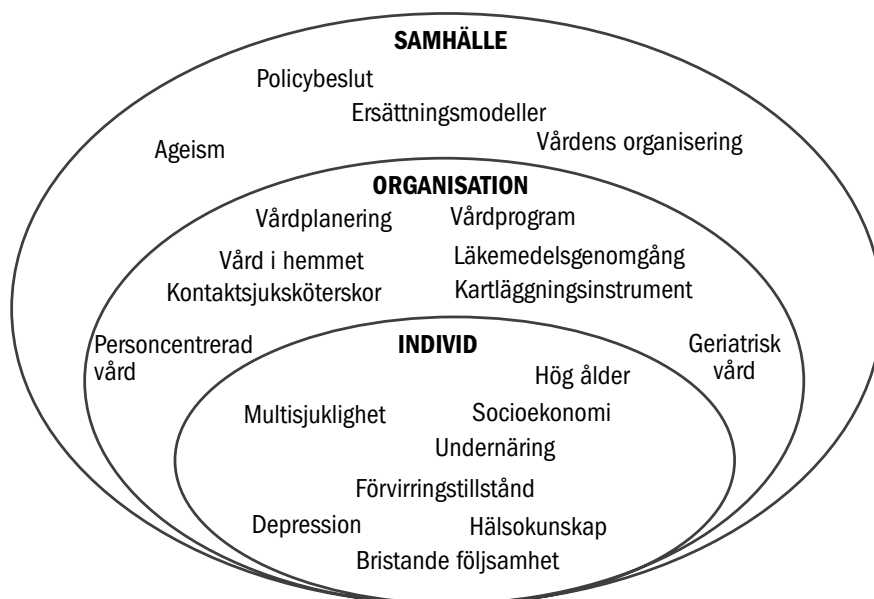 SAMHÄLLE
Policybeslut
Ersättningsmodeller
Vårdens organisering
Ageism
ORGANISATION
Vårdplanering
Vårdprogram
Vård i hemmet
Läkemedelsgenomgång
Kontaktsjuksköterskor
Kartläggningsinstrument
Personcentrerad
vård
INDIVID
Geriatrisk
vård
Hög ålder
Multisjuklighet
Socioekonomi
Undernäring
Förvirringstillstånd
Depression
Hälsokunskap
Bristande följsamhet